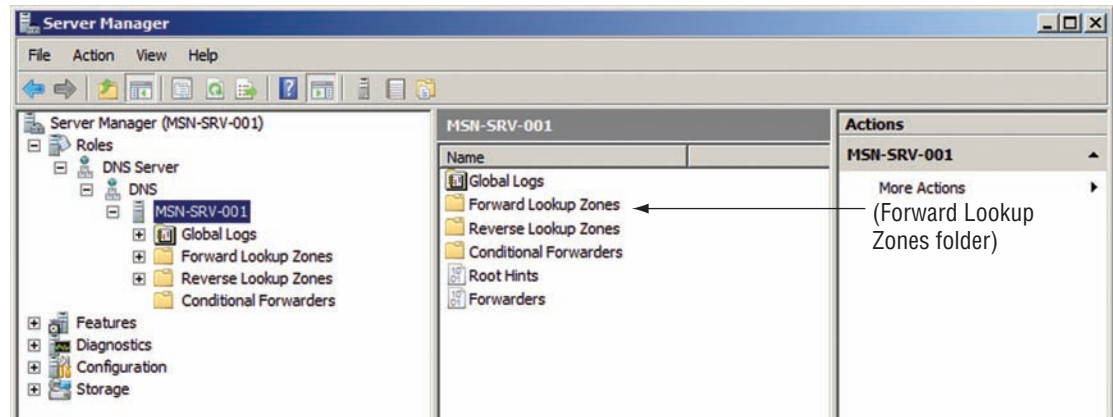 Server Manager
File Action View Help
Server Manager (MSN-SRV-001)
Roles
DNS Server
DNS
MSN-SRV-001
Global Logs
Forward Lookup Zones
Reverse Lookup Zones
Conditional Forwarders
Features
Diagnostics
Configuration
Storage
MSN-SRV-001
Name
Global Logs
Forward Lookup Zones
Reverse Lookup Zones
Conditional Forwarders
Root Hints
Forwarders
Actions
MSN-SRV-001
More Actions
(Forward Lookup
Zones folder)